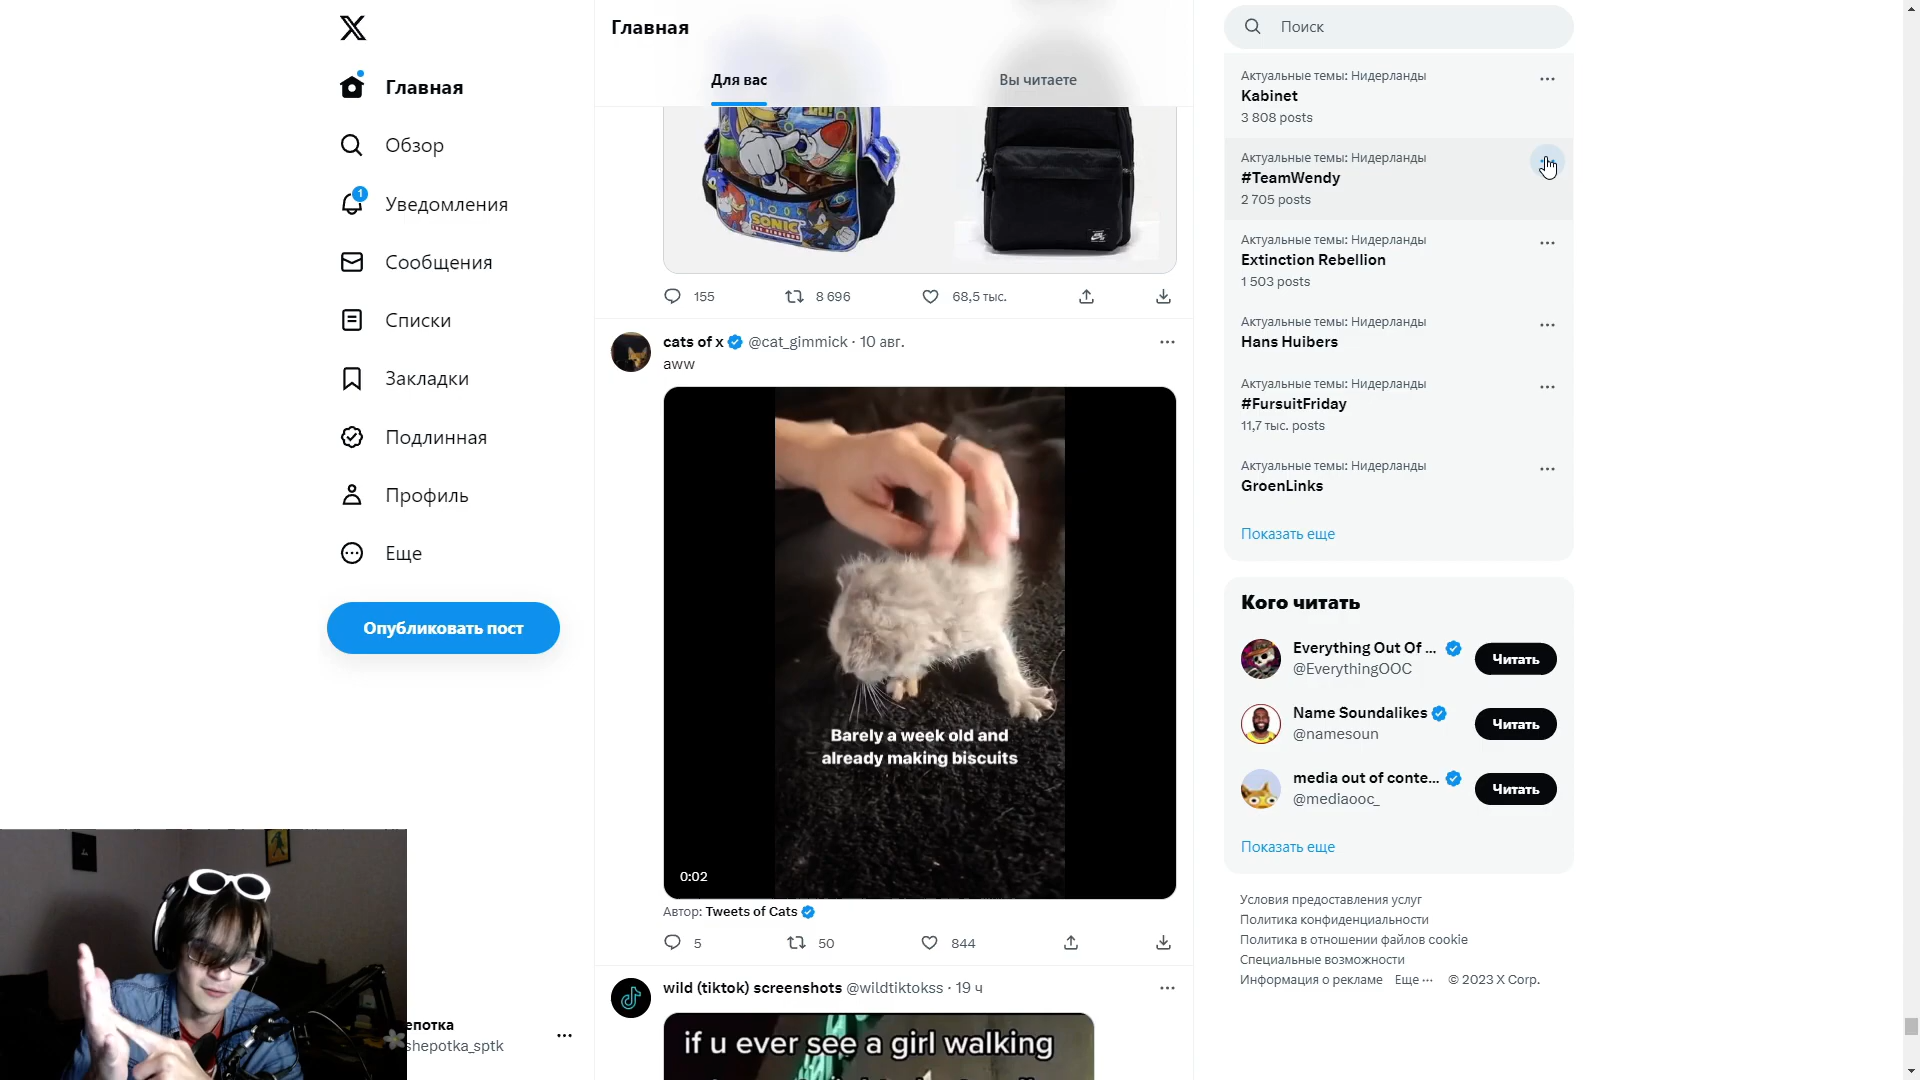 Главная
Обзор
1
Уведомления
Сообщения
Списки
Закладки
Подлинная
Профиль
Еще
Опубликовать пост
епотка
shepotka_sptk
Главная
Для вас
Вы читаете
SONIC
155
8 696
68,5 тыс.
cats of x @cat_gimmick · 10 авг.
aww
Barely a week old and
already making biscuits
0:02
Автор: Tweets of Cats
5
50
844
wild (tiktok) screenshots @wildtiktokss · 19 ч
if u ever see a girl walking
Поиск
Актуальные темы: Нидерланды
Kabinet
3 808 posts
Актуальные темы: Нидерланды
#TeamWendy
2 705 posts
Актуальные темы: Нидерланды
Extinction Rebellion
1 503 posts
Актуальные темы: Нидерланды
Hans Huibers
Актуальные темы: Нидерланды
#FursuitFriday
11,7 тыс. posts
Актуальные темы: Нидерланды
GroenLinks
Показать еще
Кого читать
Everything Out Of ...
@EverythingOOC
Читать
Name Soundalikes
@namesoun
Читать
media out of conte...
@mediaooc_
Читать
Показать еще
Условия предоставления услуг
Политика конфиденциальности
Политика в отношении файлов cookie
Специальные возможности
Информация о рекламе Еще ··· © 2023 X Corp.